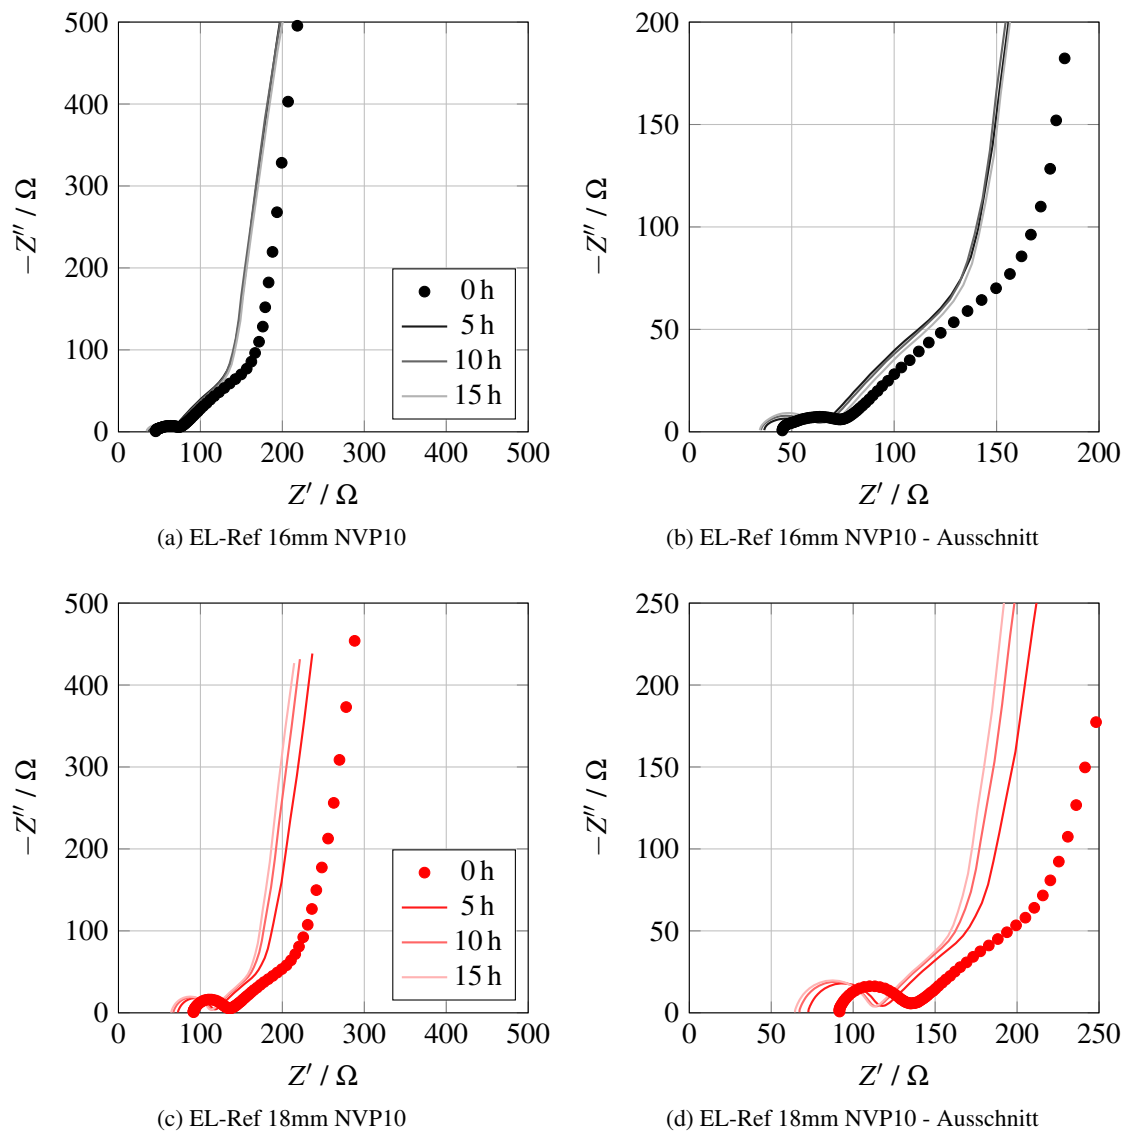 500
400
300
200
100
0
0 100 200 300 400 500
−Z′′ / Ω
Z′ / Ω
0 h
5 h
10 h
15 h
(a) EL-Ref 16mm NVP10
200
150
100
50
0
0 50 100 150 200
−Z′′ / Ω
Z′ / Ω
(b) EL-Ref 16mm NVP10 - Ausschnitt
500
400
300
200
100
0
0 100 200 300 400 500
−Z′′ / Ω
Z′ / Ω
0 h
5 h
10 h
15 h
(c) EL-Ref 18mm NVP10
250
200
150
100
50
0
0 50 100 150 200 250
−Z′′ / Ω
Z′ / Ω
(d) EL-Ref 18mm NVP10 - Ausschnitt